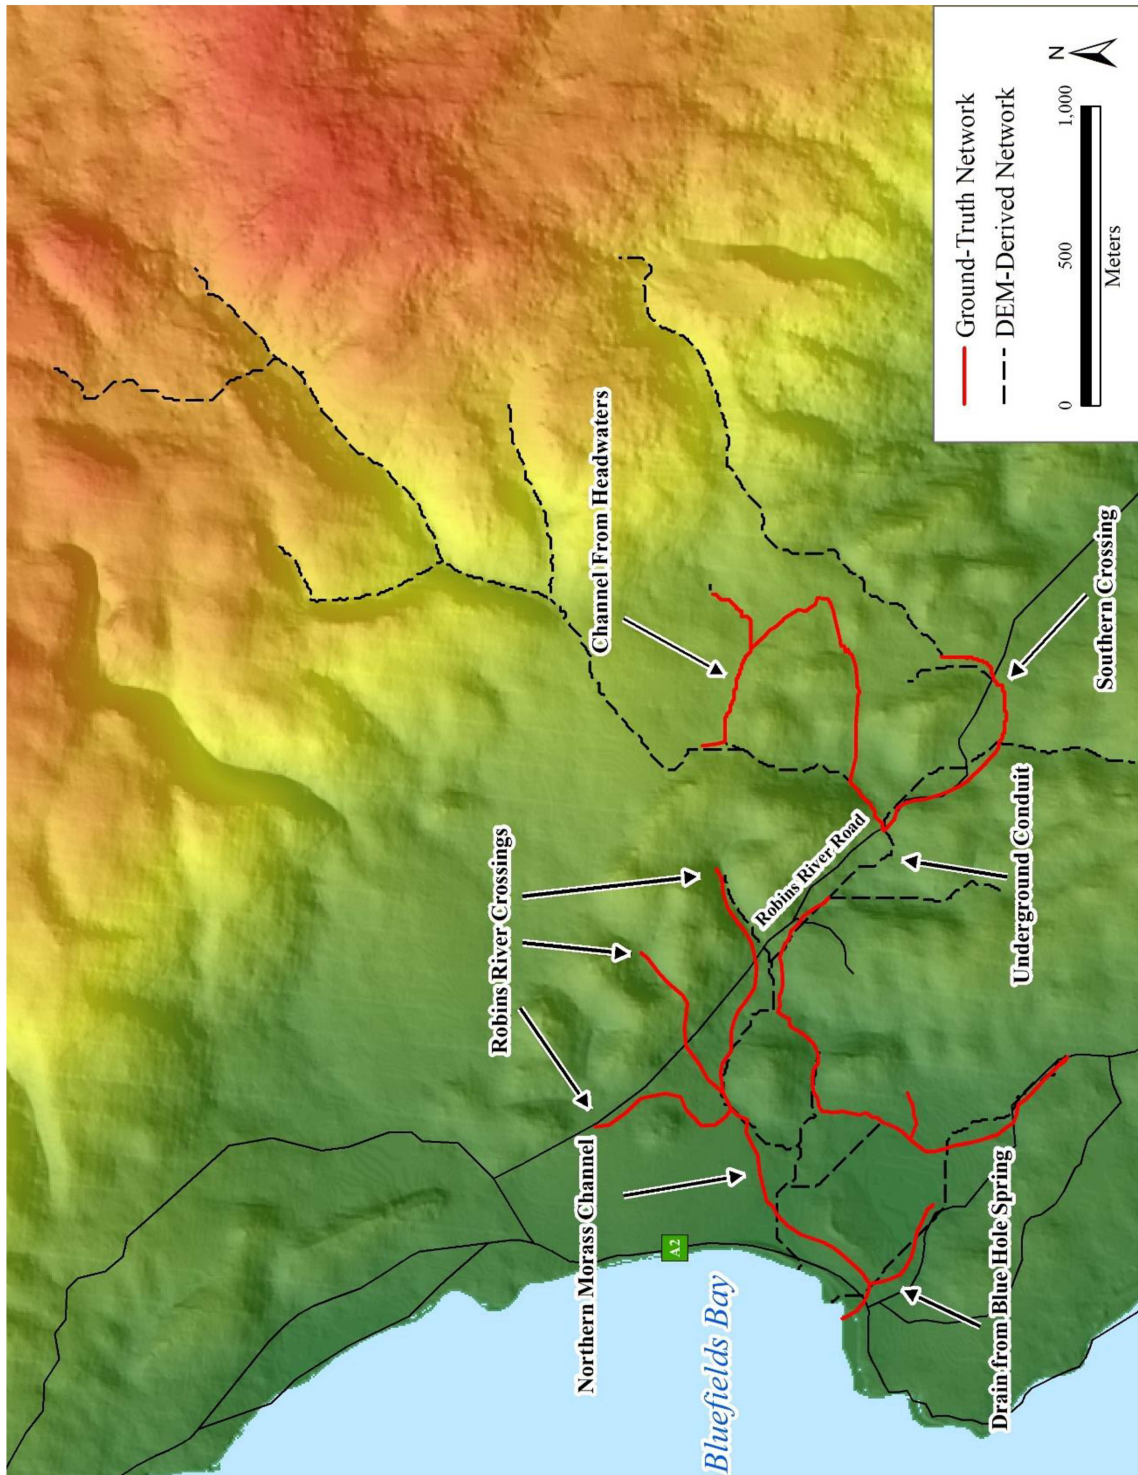 Robins River Crossings
Channel From Headwaters
Northern Morass Channel
A2
Bluefields Bay
Robins River Road
Drain from Blue Hole Spring
Underground Conduit
Southern Crossing
Ground-Truth Network
DEM-Derived Network
N
0
500
1,000
Meters